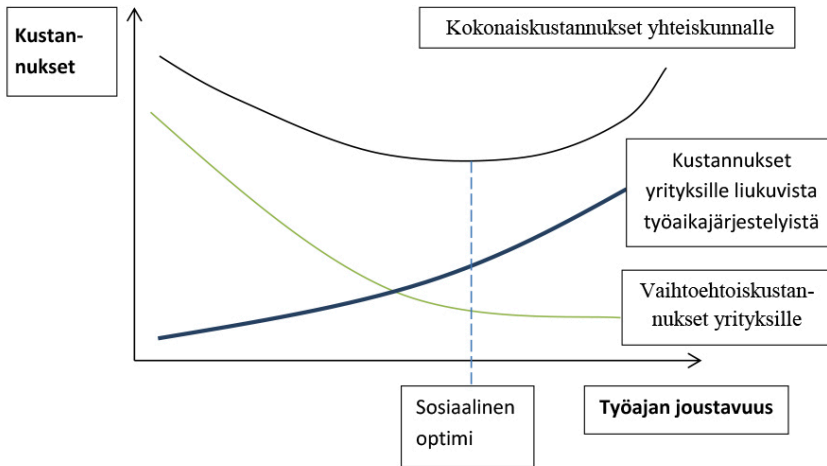 Kustan-
nukset
Kokonaiskustannukset yhteiskunnalle
Kustannukset
yrityksille liukuvista
työaikajärjestelyistä
Vaihtoehtoiskustan-
nukset yrityksille
Sosiaalinen
optimi
Työajan joustavuus